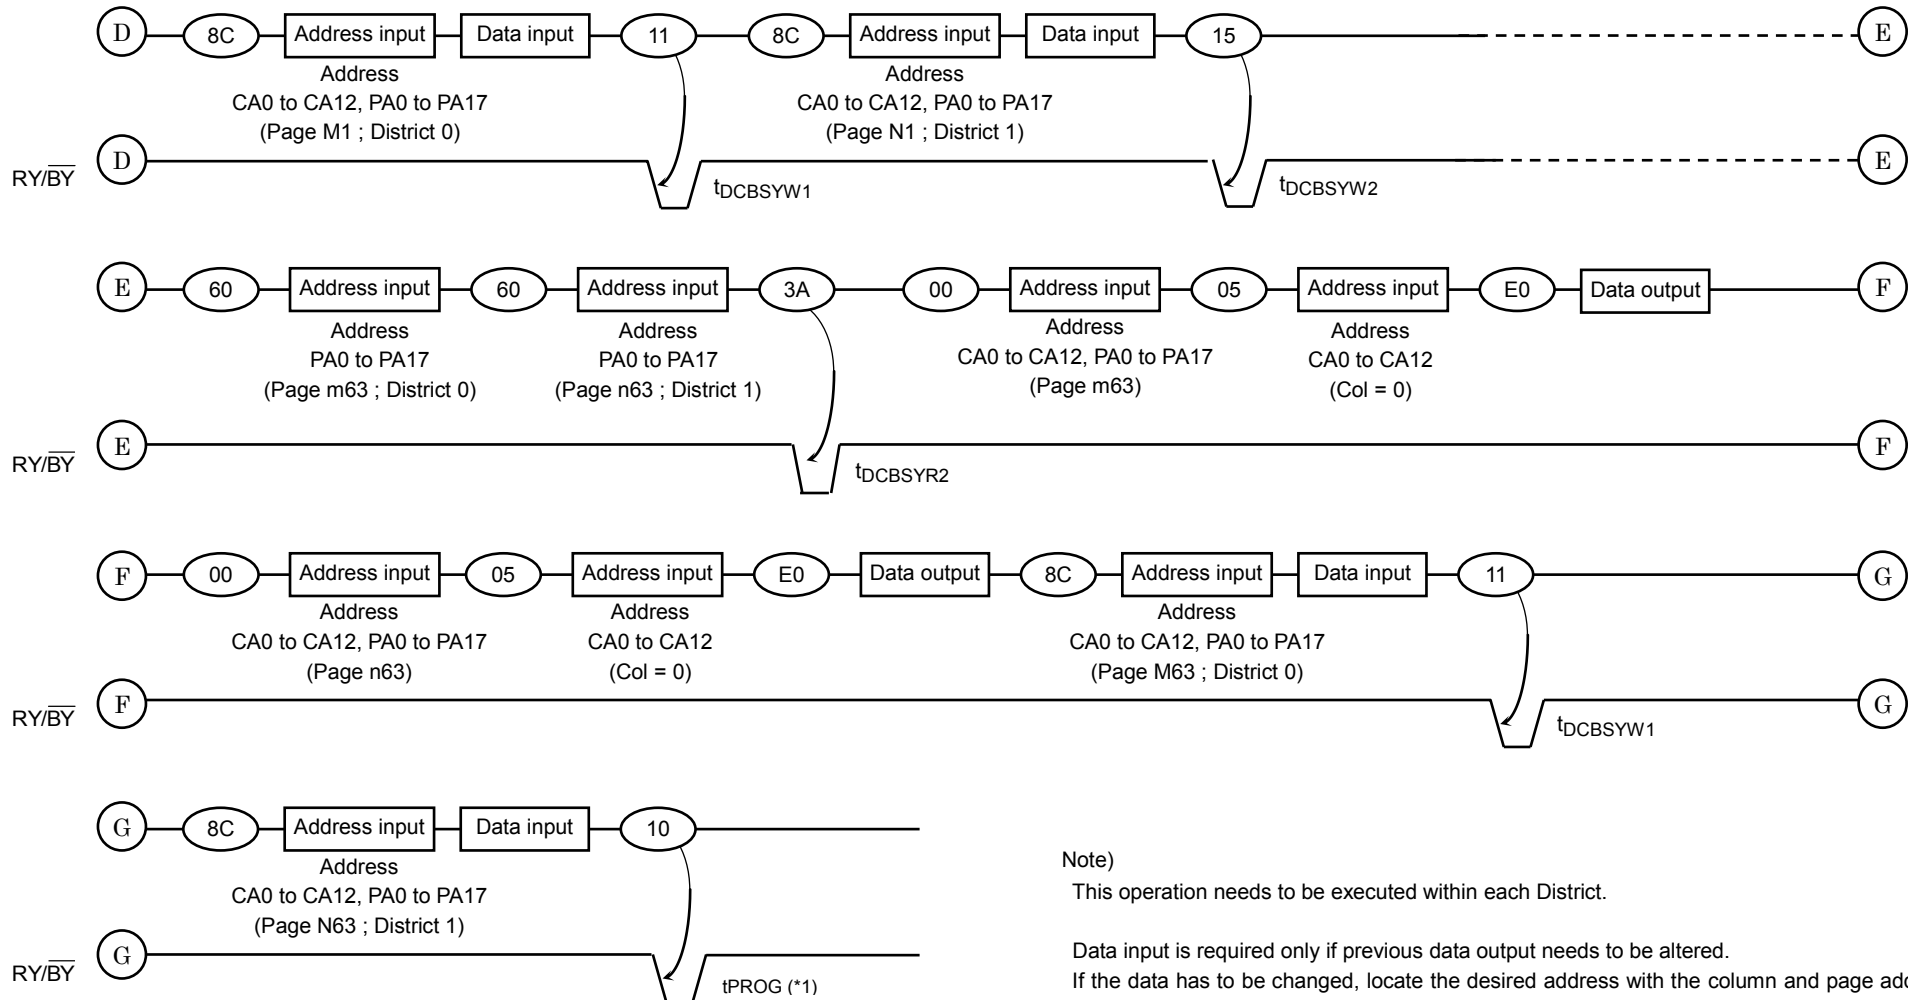 D 8C Address input Data input 11 8C Address input Data input 15 E
Address Address
CA0 to CA12, PA0 to PA17 CA0 to CA12, PA0 to PA17
(Page M1 ; District 0) (Page N1 ; District 1)
RY/BY D E
tDCBSYW1 tDCBSYW2
E 60 Address input 60 Address input 3A 00 Address input 05 Address input E0 Data output F
Address Address Address Address
PA0 to PA17 PA0 to PA17 CA0 to CA12, PA0 to PA17 CA0 to CA12
(Page m63 ; District 0) (Page n63 ; District 1) (Page m63) (Col = 0)
RY/BY E F
tDCBSYR2
F 00 Address input 05 Address input E0 Data output 8C Address input Data input 11 G
Address Address Address
CA0 to CA12, PA0 to PA17 CA0 to CA12 CA0 to CA12, PA0 to PA17
(Page n63) (Col = 0) (Page M63 ; District 0)
RY/BY F G
tDCBSYW1
G 8C Address input Data input 10
Address
CA0 to CA12, PA0 to PA17
(Page N63 ; District 1)
RY/BY G
tPROG (*1)
Note)
This operation needs to be executed within each District.
Data input is required only if previous data output needs to be altered.
If the data has to be changed, locate the desired address with the column and page